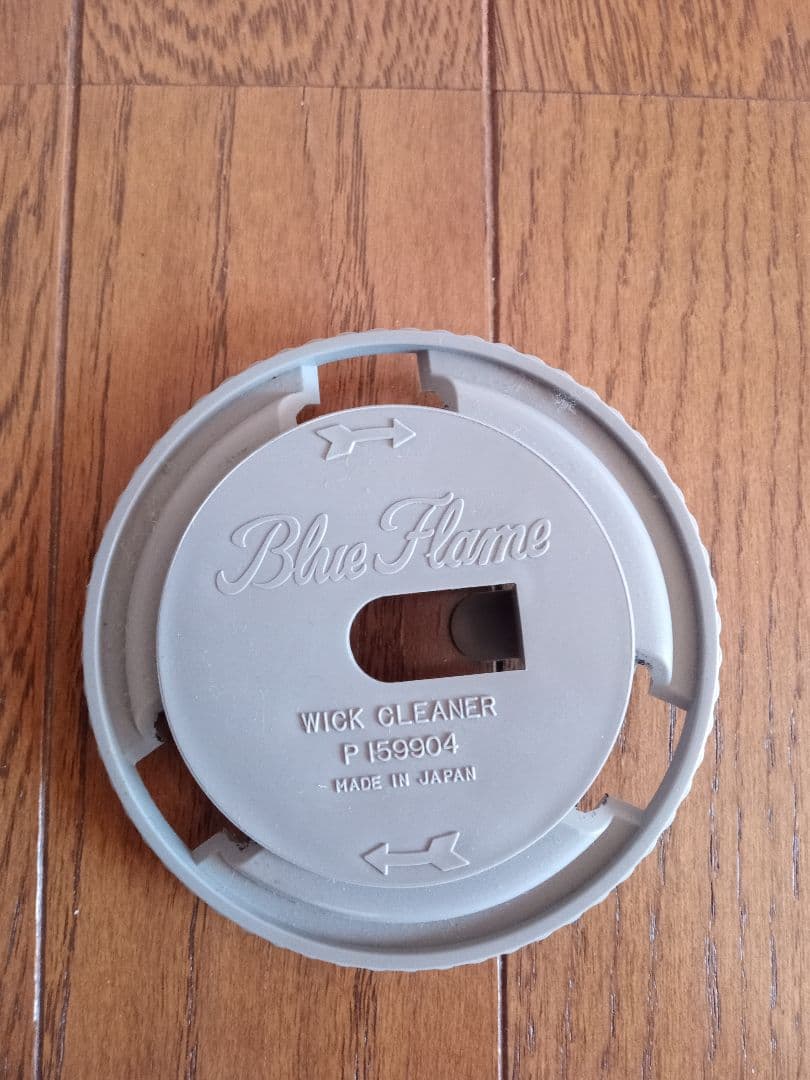 Blue Flame
WICK CLEANER
P159904
MADE IN JAPAN